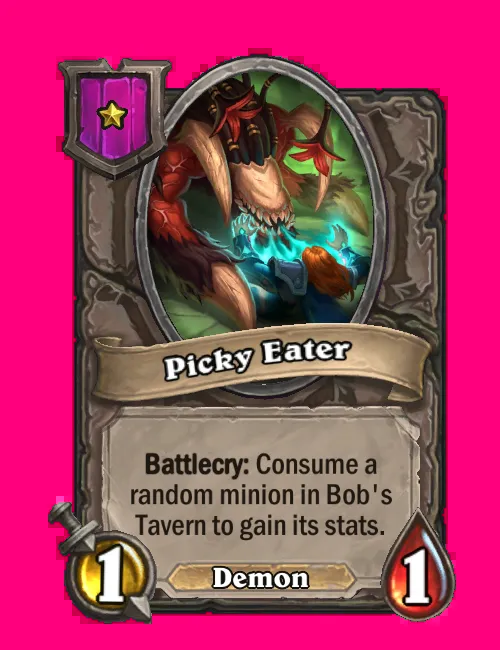 Picky Eater
Battlecry: Consume a
random minion in Bob's
Tavern to gain its stats.
1
Demon
1